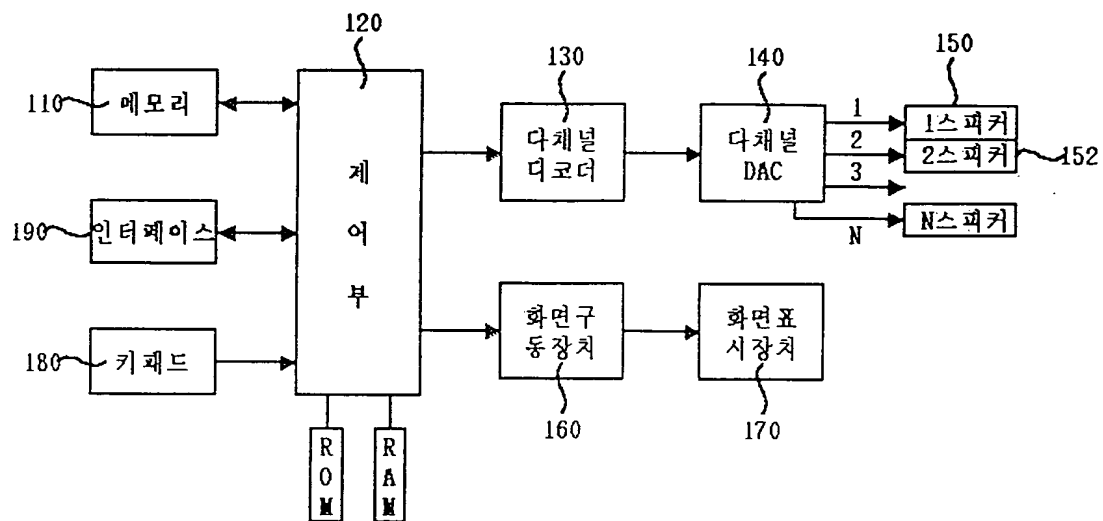 120
130
140
150
110
메모리
다채널
디코더
다채널
DAC
1
1스피커
2
2스피커
152
3
제
어
부
190
인터페이스
N
N스피커
180
키패드
화면구
동장치
화면표
시장치
160
170
ROM
RAM